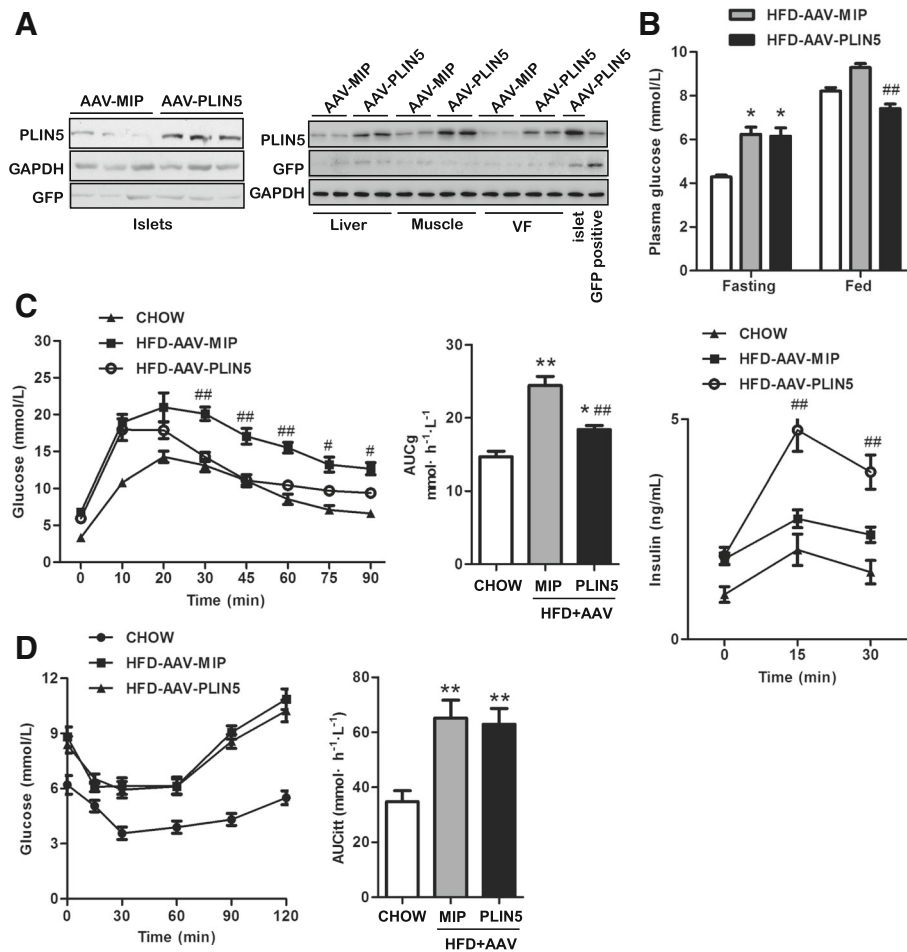 A
AAV-MIP AAV-PLIN5
PLIN5
GAPDH
GFP
Islets
AAV-MIP AAV-PLIN5 AAV-MIP AAV-PLIN5 AAV-MIP AAV-PLIN5 AAV-PLIN5
PLIN5
GFP
GAPDH
Liver Muscle VF islet GFP positive
B
HFD-AAV-MIP
HFD-AAV-PLIN5
Plasma glucose (mmol/L)
10
8
6
4
2
0
* * ##
Fasting Fed
C
CHOW
HFD-AAV-MIP
HFD-AAV-PLIN5
Glucose (mmol/L)
30
25
20
15
10
5
0
## ## ## # #
0 10 20 30 45 60 75 90
Time (min)
AUCg
mmol· h⁻¹·L⁻¹
30
20
10
0
** * ##
CHOW MIP PLIN5
HFD+AAV
CHOW
HFD-AAV-MIP
HFD-AAV-PLIN5
Insulin (ng/mL)
5
0
## ##
0 15 30
Time (min)
D
CHOW
HFD-AAV-MIP
HFD-AAV-PLIN5
Glucose (mmol/L)
12
9
6
3
0
0 30 60 90 120
Time (min)
AUCitt (mmol· h⁻¹·L⁻¹)
80
60
40
20
0
** **
CHOW MIP PLIN5
HFD+AAV